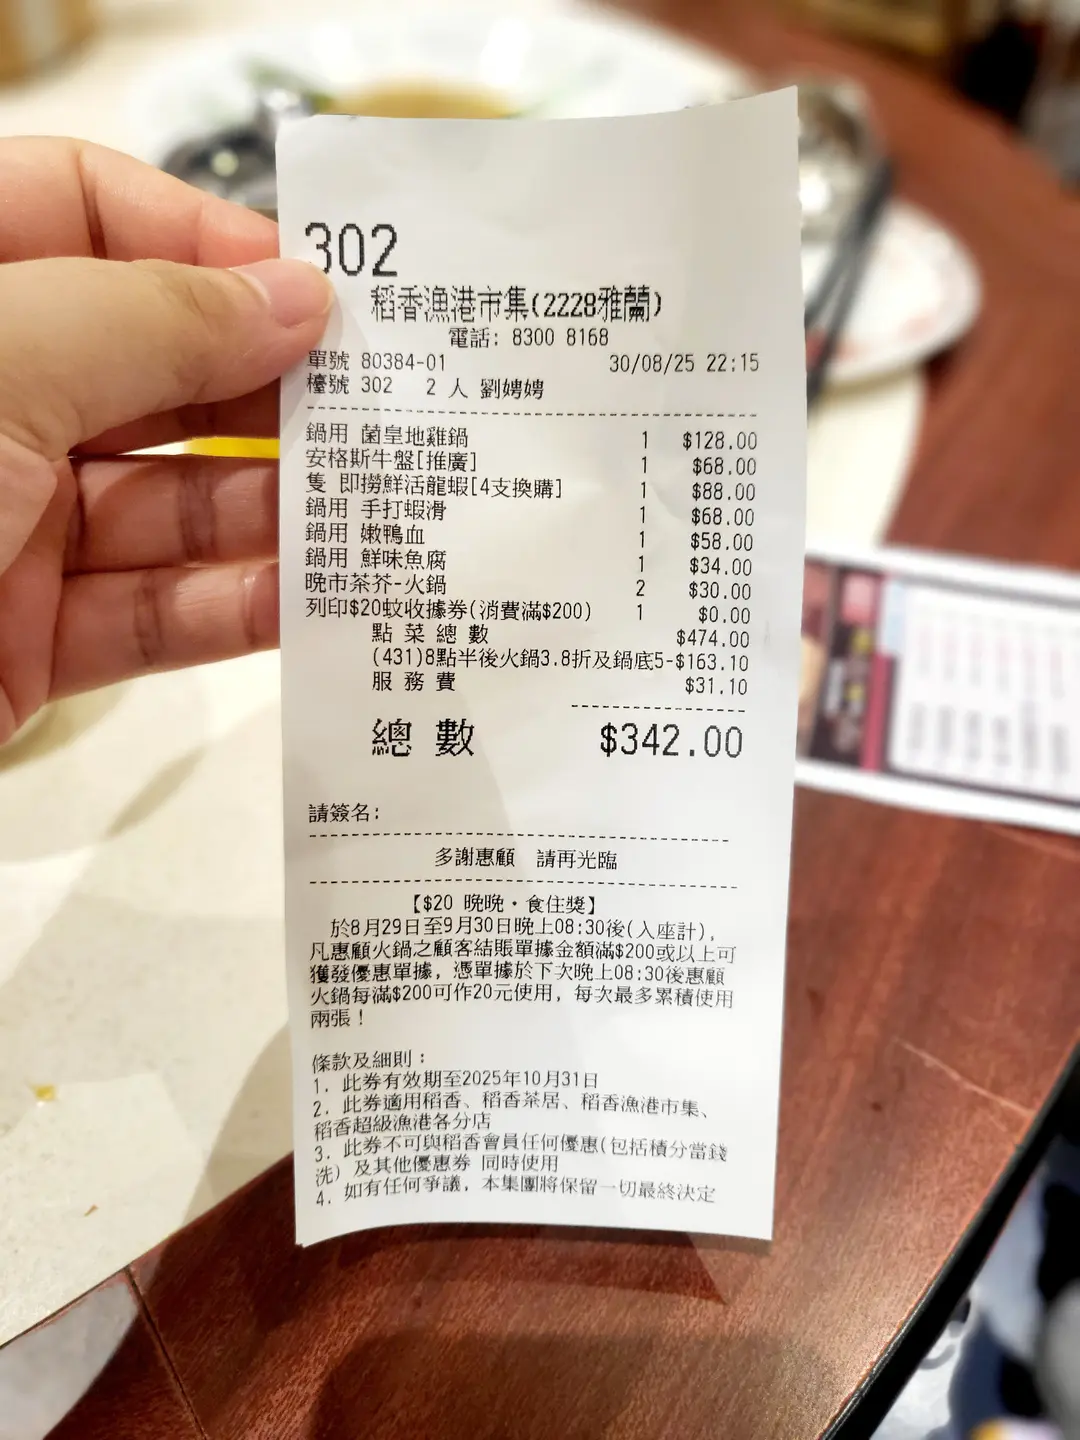 302
稻香漁港市集(2228雅蘭)
電話: 8300 8168
單號 80384-01 30/08/25 22:15
檯號 302 2 人 劉娉娉
鍋用 菌皇地雞鍋 1 $128.00
安格斯牛盤[推廣] 1 $68.00
隻 即撈鮮活龍蝦[4支換購] 1 $88.00
鍋用 手打蝦滑 1 $68.00
鍋用 嫩鴨血 1 $58.00
鍋用 鮮味魚腐 1 $34.00
晚市茶芥-火鍋 2 $30.00
列印$20蚊收據券(消費滿$200) 1 $0.00
點 菜 總 數 $474.00
(431)8點半後火鍋3.8折及鍋底5-$163.10
服 務 費 $31.10
總 數 $342.00
請簽名:
多謝惠顧 請再光臨
【$20 晚晚・食住獎】
於8月29日至9月30日晚上08:30後(入座計),
凡惠顧火鍋之顧客結賬單據金額滿$200或以上可
獲發優惠單據, 憑單據於下次晚上08:30後惠顧
火鍋每滿$200可作20元使用, 每次最多累積使用
兩張!
條款及細則:
1. 此券有效期至2025年10月31日
2. 此券適用稻香、稻香茶居、稻香漁港市集、
稻香超級漁港各分店
3. 此券不可與稻香會員任何優惠(包括積分當錢
洗) 及其他優惠券 同時使用
4. 如有任何爭議, 本集團將保留一切最終決定